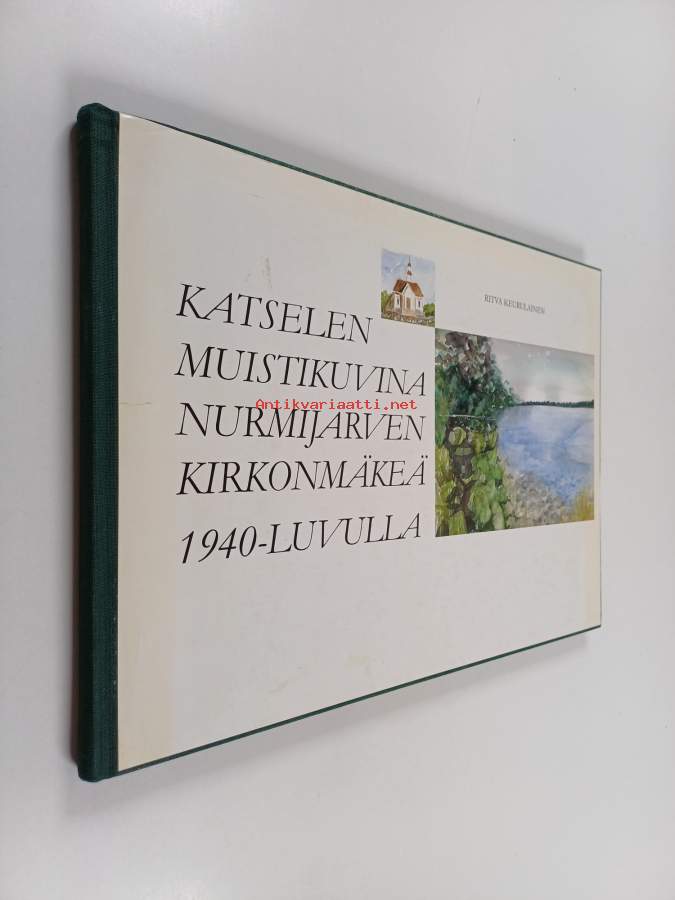 RITVA KEURULAINEN
KATSELEN
MUISTIKUVINA
NURMIJÄRVEN
KIRKONMÄKEÄ
1940-LUVULLA
Antikvariaatti.net